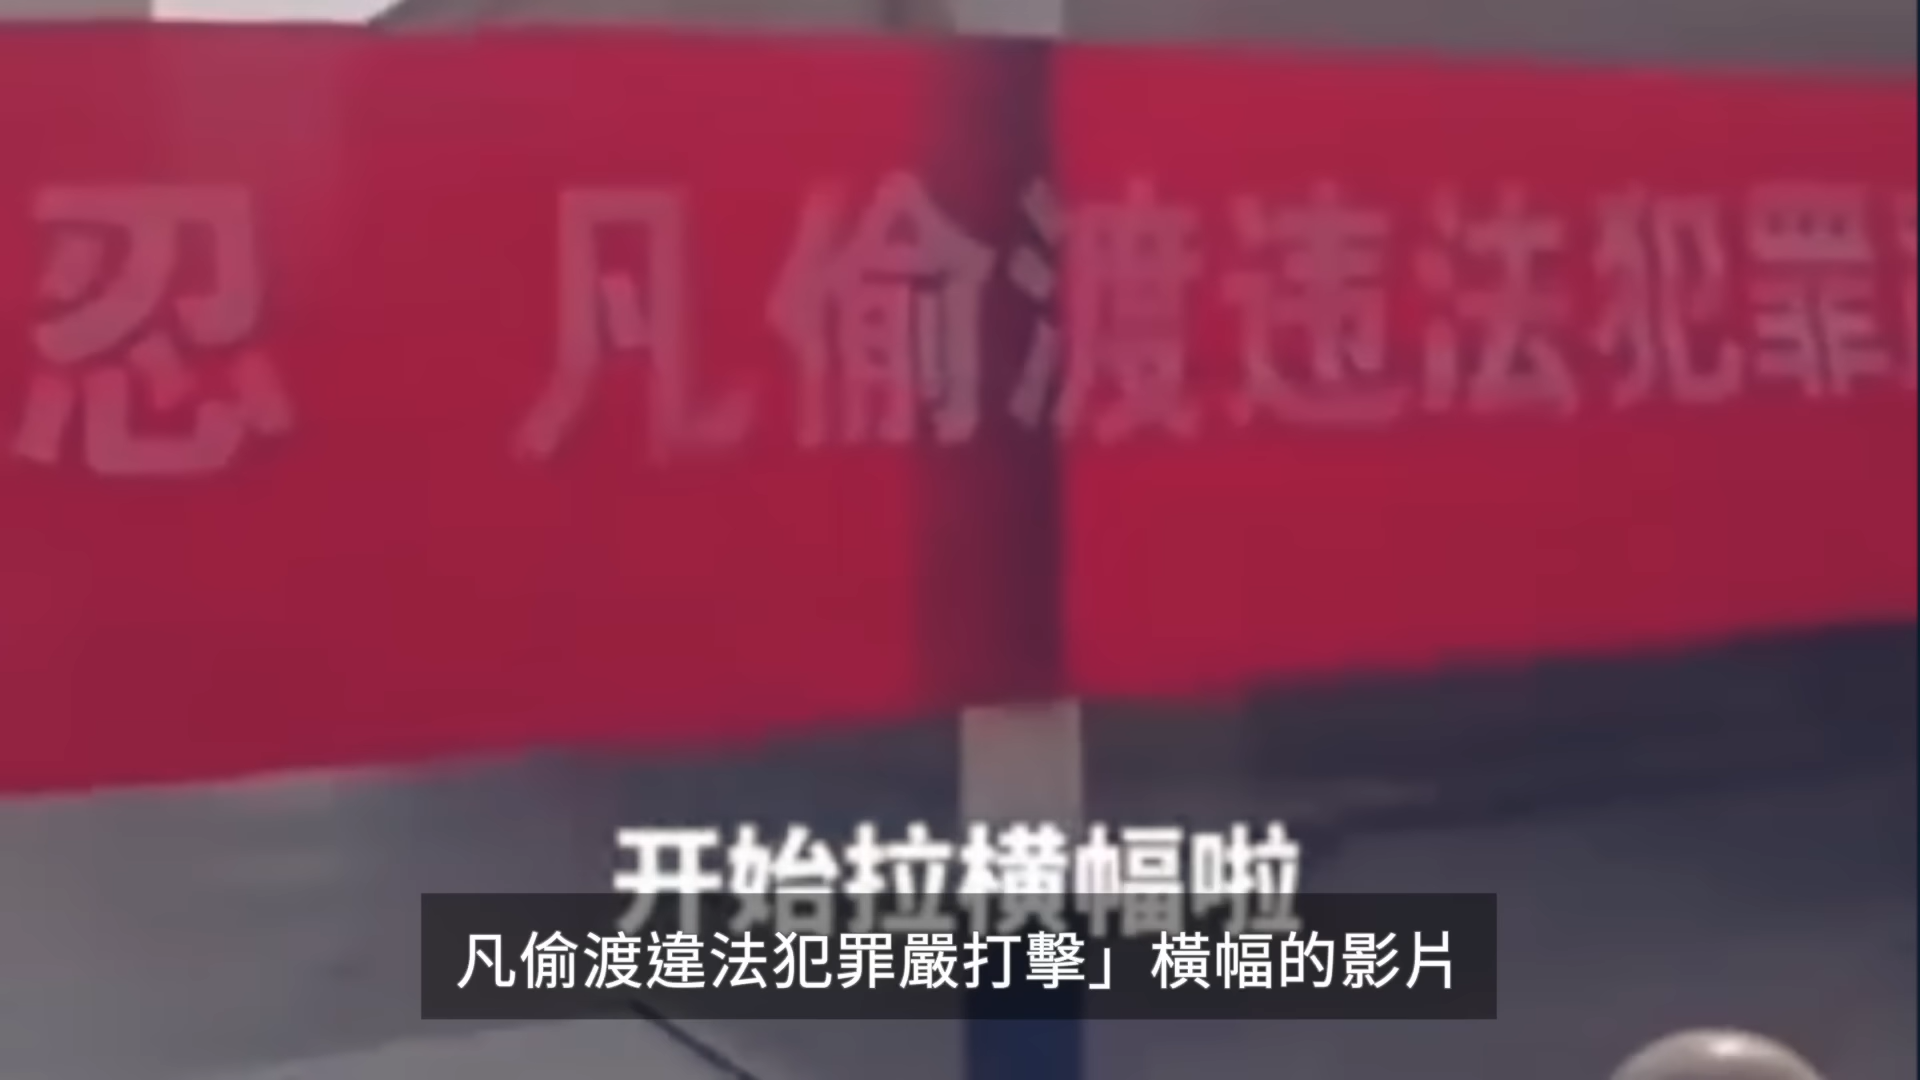 忍 凡偷渡违法犯罪
开始拉横幅啦
凡偷渡違法犯罪嚴打擊」橫幅的影片